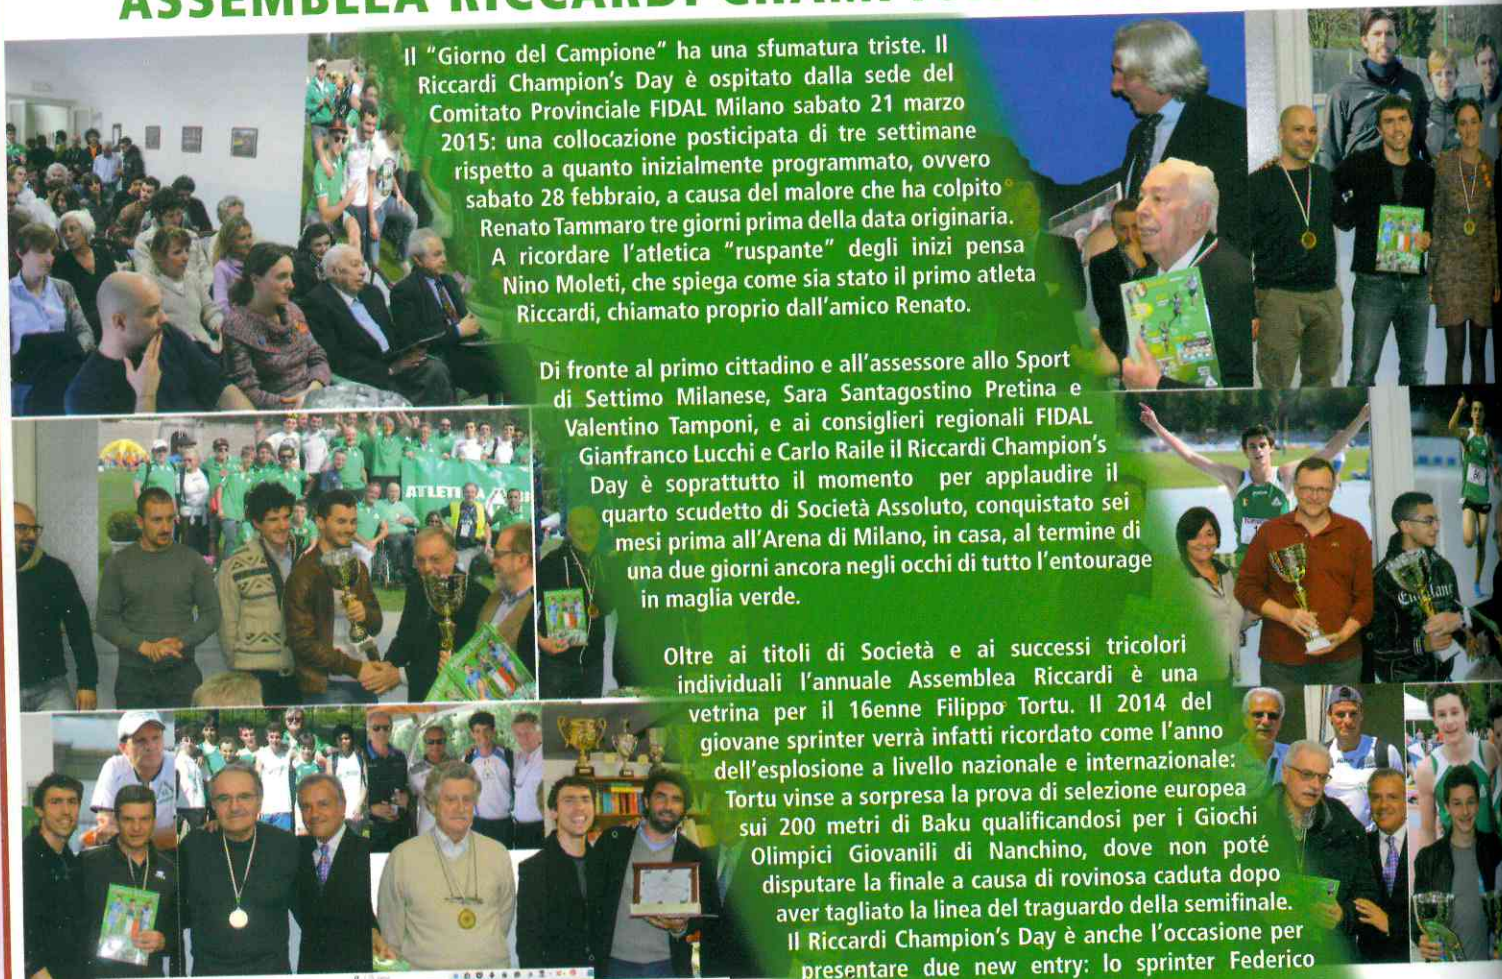 ASSEMBLEA RICCARDI
Il “Giorno del Campione” ha una sfumatura triste. Il
Riccardi Champion’s Day è ospitato dalla sede del
Comitato Provinciale FIDAL Milano sabato 21 marzo
2015: una collocazione posticipata di tre settimane
rispetto a quanto inizialmente programmato, ovvero
sabato 28 febbraio, a causa del malore che ha colpito
Renato Tammaro tre giorni prima della data originaria.
A ricordare l’atletica “ruspante” degli inizi pensa
Nino Moleti, che spiega come sia stato il primo atleta
Riccardi, chiamato proprio dall’amico Renato.
Di fronte al primo cittadino e all’assessore allo Sport
di Settimo Milanese, Sara Santagostino Pretina e
Valentino Tamponi, e ai consiglieri regionali FIDAL
Gianfranco Lucchi e Carlo Raile il Riccardi Champion’s
Day è soprattutto il momento per applaudire il
quarto scudetto di Società Assoluto, conquistato sei
mesi prima all’Arena di Milano, in casa, al termine di
una due giorni ancora negli occhi di tutto l’entourage
in maglia verde.
Oltre ai titoli di Società e ai successi tricolori
individuali l’annuale Assemblea Riccardi è una
vetrina per il 16enne Filippo Tortu. Il 2014 del
giovane sprinter verrà infatti ricordato come l’anno
dell’esplosione a livello nazionale e internazionale:
Tortu vinse a sorpresa la prova di selezione europea
sui 200 metri di Baku qualificandosi per i Giochi
Olimpici Giovanili di Nanchino, dove non poté
disputare la finale a causa di rovinosa caduta dopo
aver tagliato la linea del traguardo della semifinale.
Il Riccardi Champion’s Day è anche l’occasione per
presentare due new entry: lo sprinter Federico